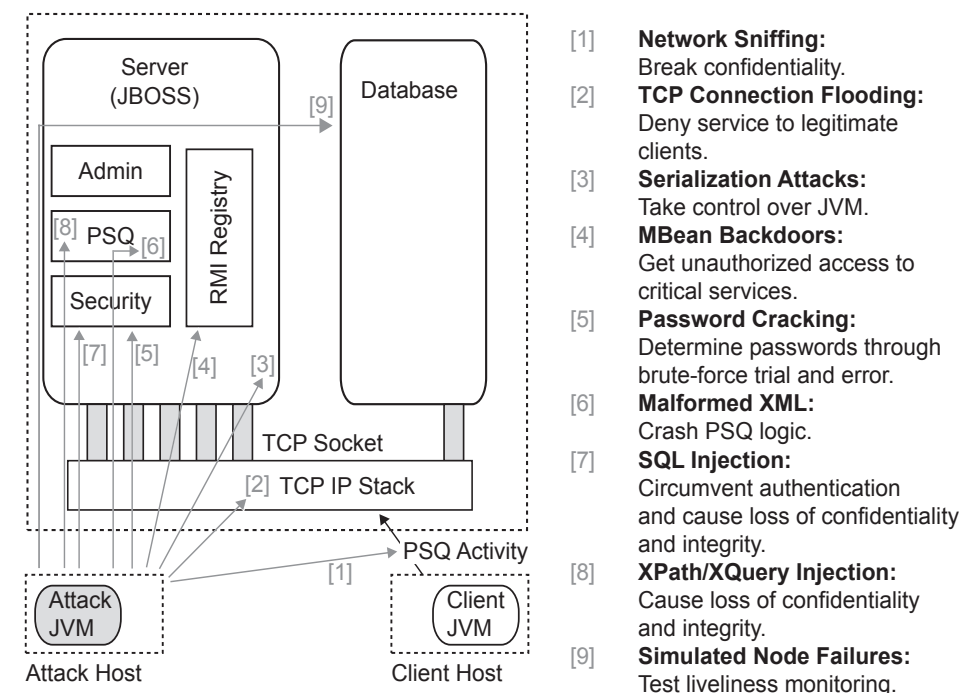 Server
(JBOSS)
[9]
Database
Admin
[8]
PSQ
[6]
RMI Registry
Security
[7]
[5]
[4]
[3]
TCP Socket
[2]
TCP IP Stack
PSQ Activity
[1]
Attack
JVM
Client
JVM
Attack Host
Client Host
[1] Network Sniffing:
Break confidentiality.
[2] TCP Connection Flooding:
Deny service to legitimate
clients.
[3] Serialization Attacks:
Take control over JVM.
[4] MBean Backdoors:
Get unauthorized access to
critical services.
[5] Password Cracking:
Determine passwords through
brute-force trial and error.
[6] Malformed XML:
Crash PSQ logic.
[7] SQL Injection:
Circumvent authentication
and cause loss of confidentiality
and integrity.
[8] XPath/XQuery Injection:
Cause loss of confidentiality
and integrity.
[9] Simulated Node Failures:
Test liveliness monitoring.